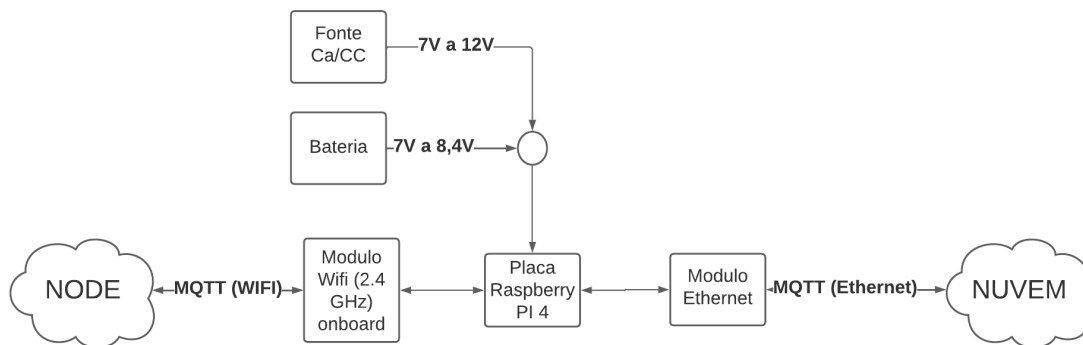 Fonte
Ca/CC
7V a 12V
Bateria
7V a 8,4V
NODE
MQTT (WIFI)
Modulo
Wifi (2.4
GHz)
onboard
Placa
Raspberry
PI 4
Modulo
Ethernet
MQTT (Ethernet)
NUVEM